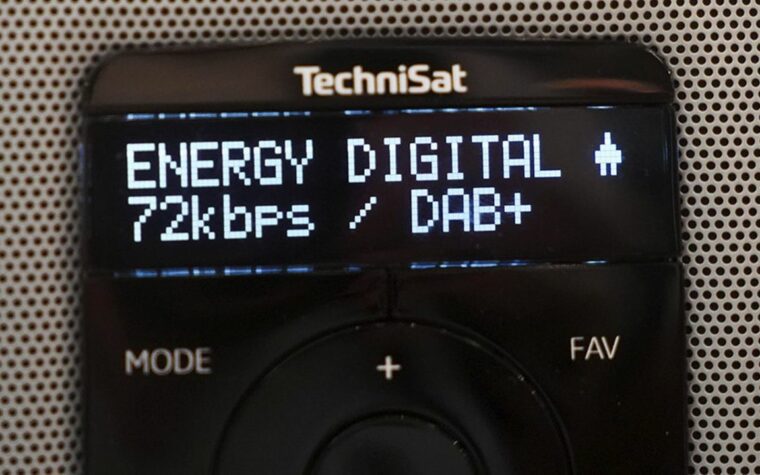 TechniSat
ENERGY DIGITAL
72kbps / DAB+
MODE
+
FAV